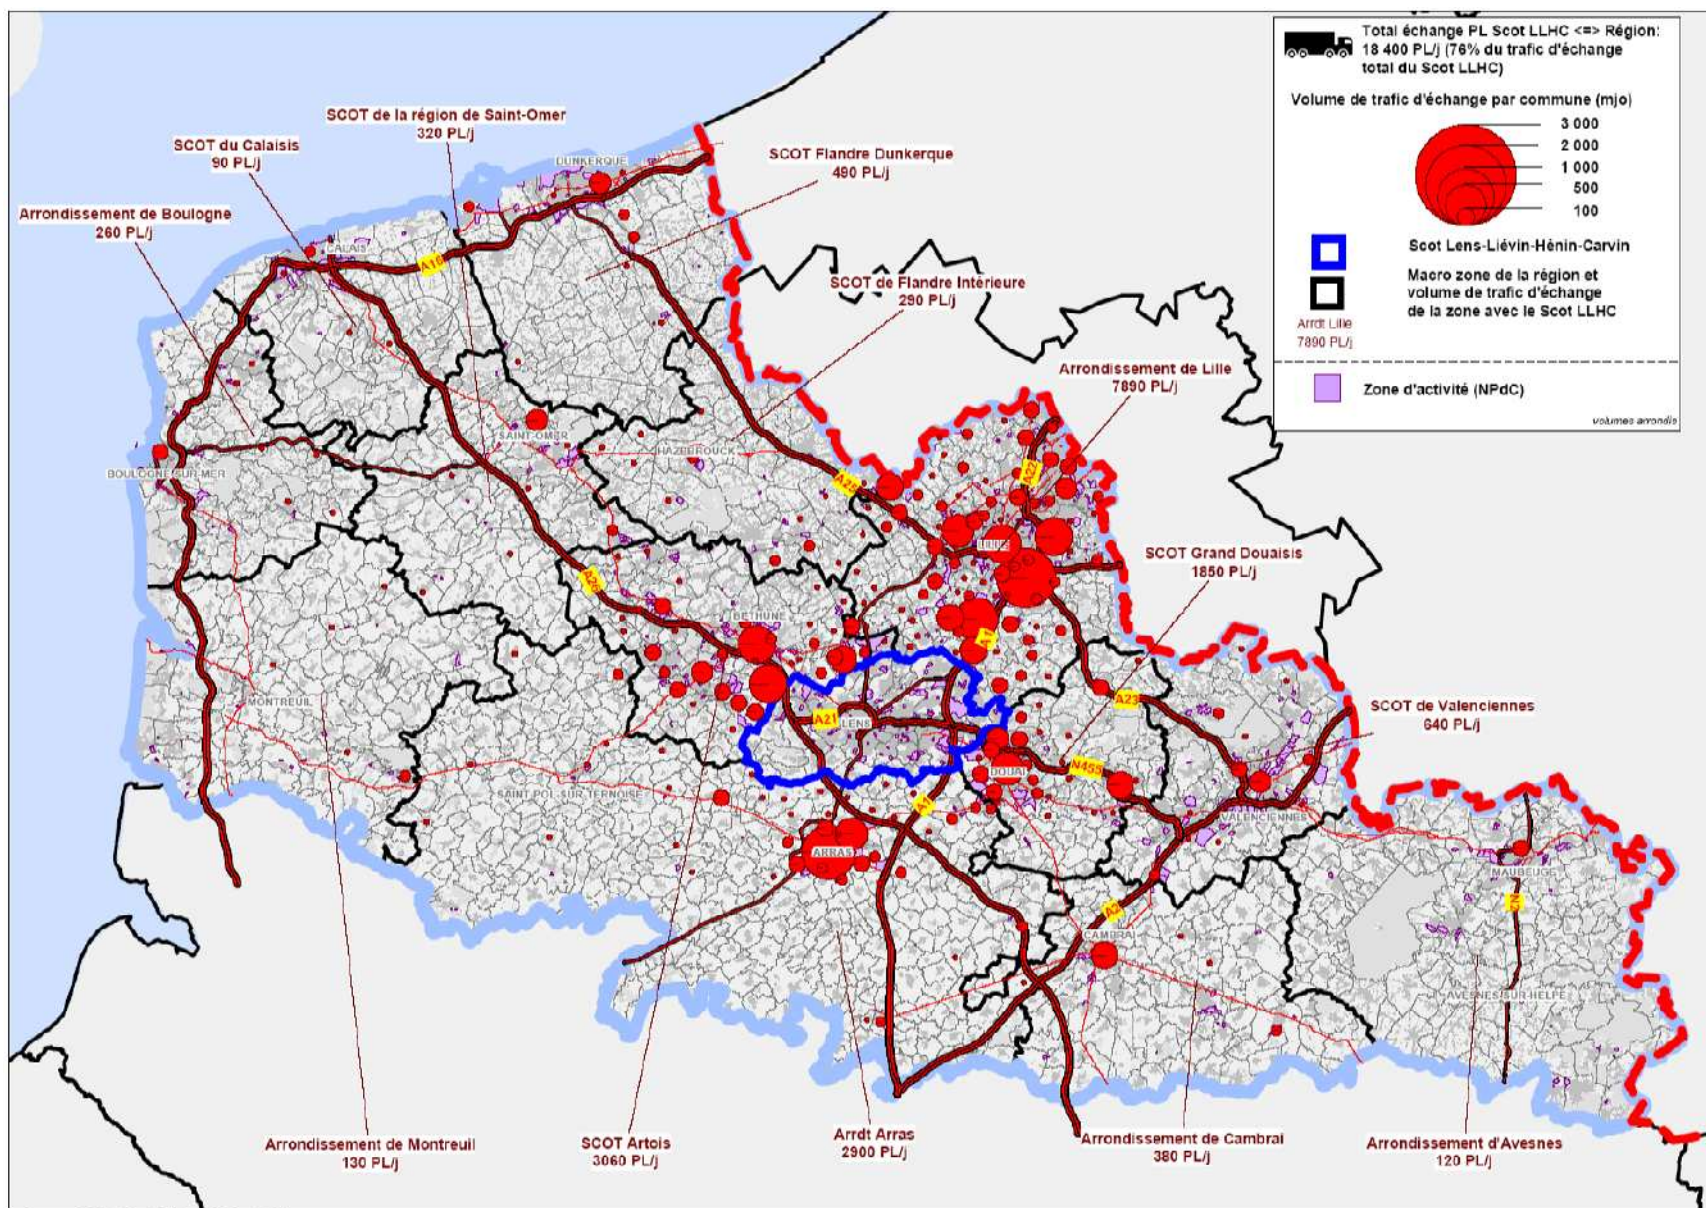 Total échange PL Scot LLHC <=> Région:
18 400 PL/j (76% du trafic d'échange
total du Scot LLHC)
Volume de trafic d'échange par commune (mjo)
3 000
2 000
1 000
500
100
Scot Lens-Liévin-Hénin-Carvin
Macro zone de la région et
volume de trafic d'échange
de la zone avec le Scot LLHC
Arrdt Lille
7890 PL/j
Zone d'activité (NPdC)
volumes arrondis
SCOT de la région de Saint-Omer
320 PL/j
SCOT du Calaisis
90 PL/j
Arrondissement de Boulogne
260 PL/j
SCOT Flandre Dunkerque
490 PL/j
SCOT de Flandre Intérieure
290 PL/j
Arrondissement de Lille
7890 PL/j
SCOT Grand Douaisis
1850 PL/j
SCOT de Valenciennes
640 PL/j
DUNKERQUE
CALAIS
A16
SAINT-OMER
HAZEBROUCK
BOULOGNE-SUR-MER
A25
A22
LILLE
A26
BETHUNE
A1
A23
MONTREUIL
A21
LENS
DOUAI
N455
SAINT-POL-SUR-TERNOISE
A1
VALENCIENNES
ARRAS
MAUBEUGE
A2
N2
CAMBRAI
AVESNES-SUR-HELPE
Arrondissement de Montreuil
130 PL/j
SCOT Artois
3060 PL/j
Arrdt Arras
2900 PL/j
Arrondissement de Cambrai
380 PL/j
Arrondissement d'Avesnes
120 PL/j